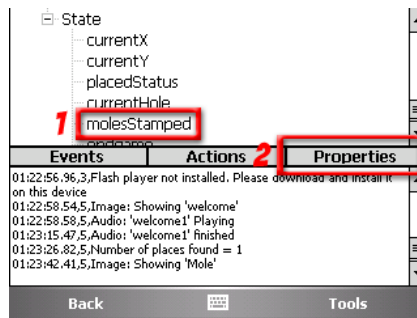 State
currentX
currentY
placedStatus
currentHole
1 molesStamped
endgame
Events Actions 2 Properties
01:22:56.96,3,Flash player not installed. Please download and install it
on this device
01:22:58.54,5,Image: Showing 'welcome'
01:22:58.58,5,Audio: 'welcome1' Playing
01:23:15.47,5,Audio: 'welcome1' finished
01:23:26.82,5,Number of places found = 1
01:23:42.41,5,Image: Showing 'Mole'
Back Tools